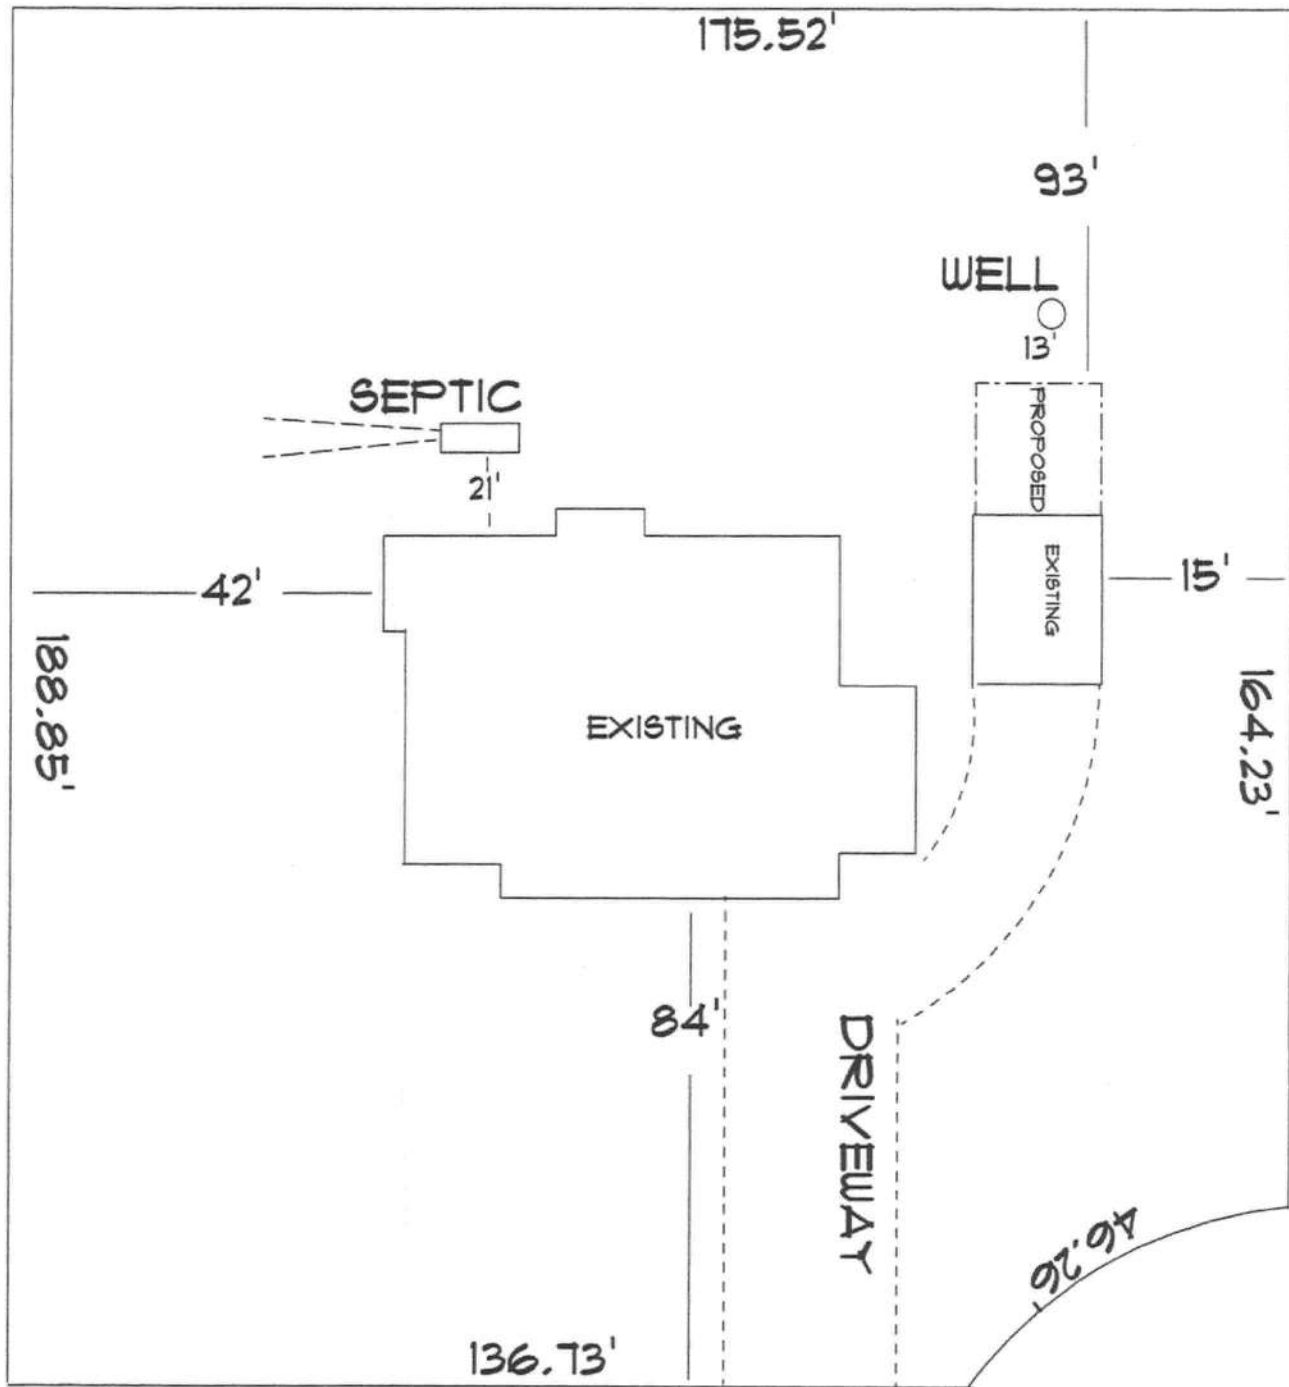 175.52'
93'
WELL
13'
SEPTIC
PROPOSED
21'
EXISTING
42'
15'
188.85'
164.23'
EXISTING
84'
DRIVEWAY
46.26'
136.73'